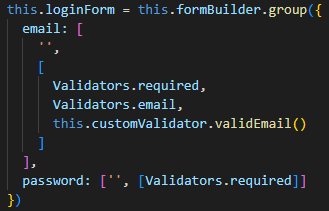 this.loginForm = this.formBuilder.group({
  email: [
    '',
    [
      Validators.required,
      Validators.email,
      this.customValidator.validEmail()
    ]
  ],
  password: ['', [Validators.required]]
})